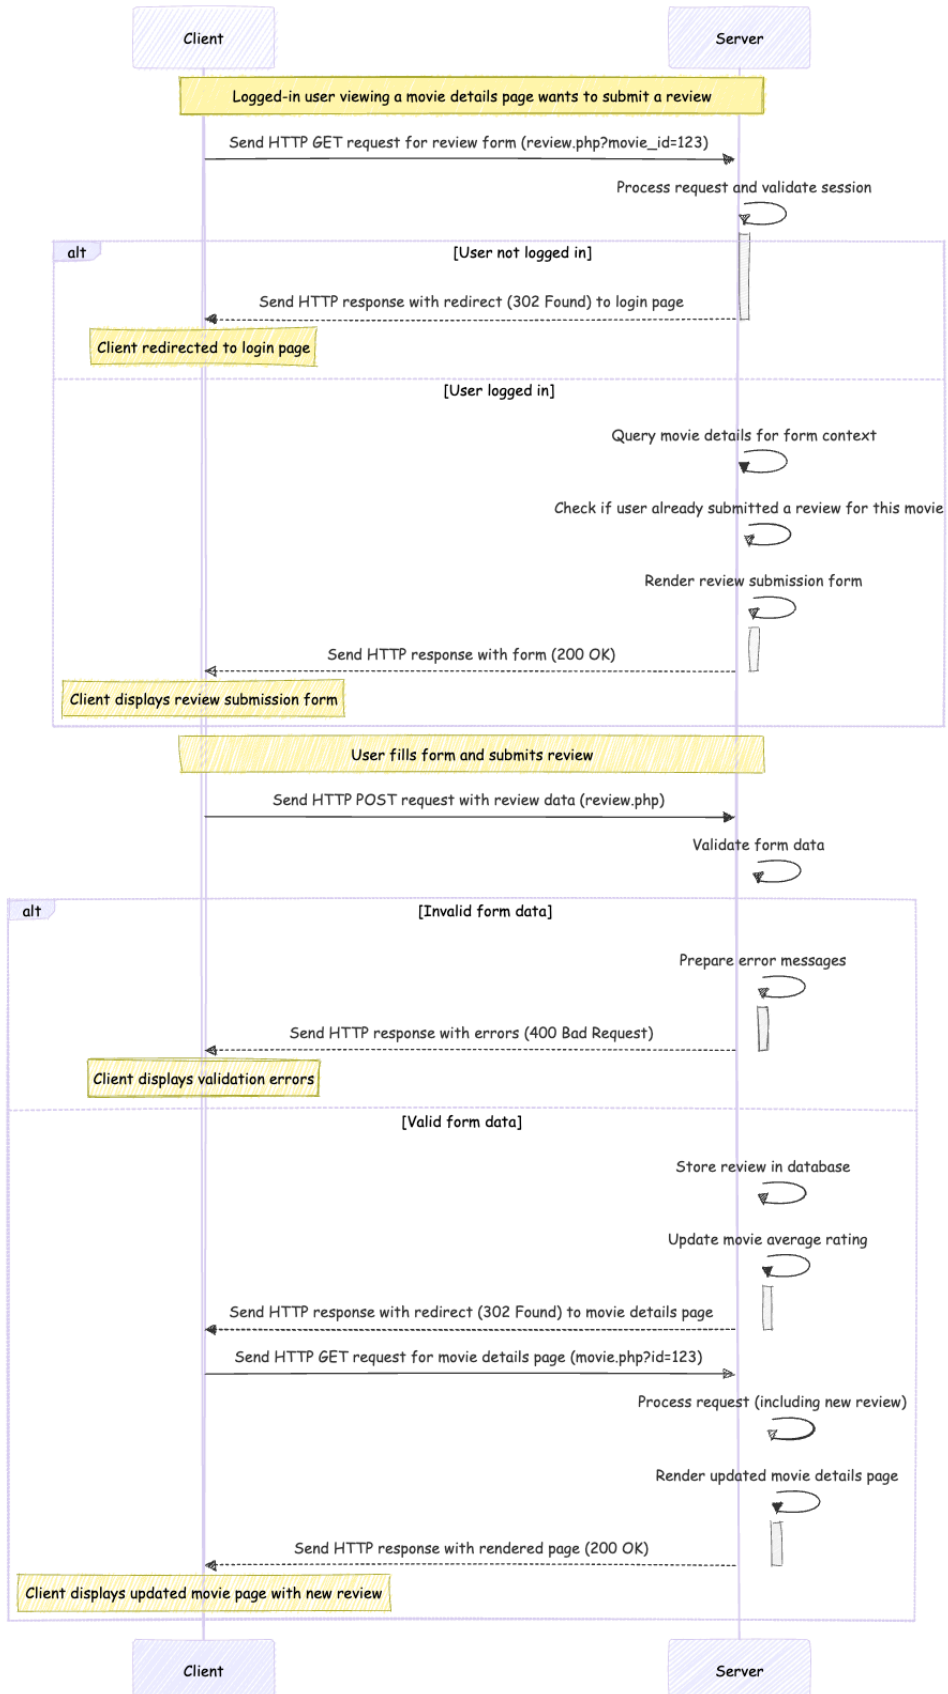 Client
Server
Logged-in user viewing a movie details page wants to submit a review
Send HTTP GET request for review form (review.php?movie_id=123)
Process request and validate session
alt
[User not logged in]
Send HTTP response with redirect (302 Found) to login page
Client redirected to login page
[User logged in]
Query movie details for form context
Check if user already submitted a review for this movie
Render review submission form
Send HTTP response with form (200 OK)
Client displays review submission form
User fills form and submits review
Send HTTP POST request with review data (review.php)
Validate form data
alt
[Invalid form data]
Prepare error messages
Send HTTP response with errors (400 Bad Request)
Client displays validation errors
[Valid form data]
Store review in database
Update movie average rating
Send HTTP response with redirect (302 Found) to movie details page
Send HTTP GET request for movie details page (movie.php?id=123)
Process request (including new review)
Render updated movie details page
Send HTTP response with rendered page (200 OK)
Client displays updated movie page with new review
Client
Server